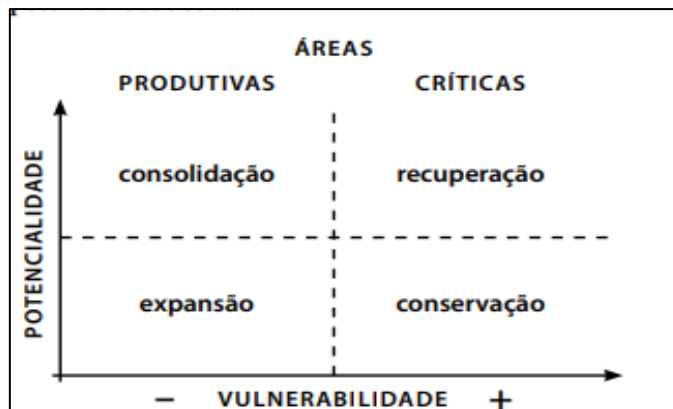 ÁREAS
PRODUTIVAS CRÍTICAS
POTENCIALIDADE
consolidação recuperação
expansão conservação
− VULNERABILIDADE +